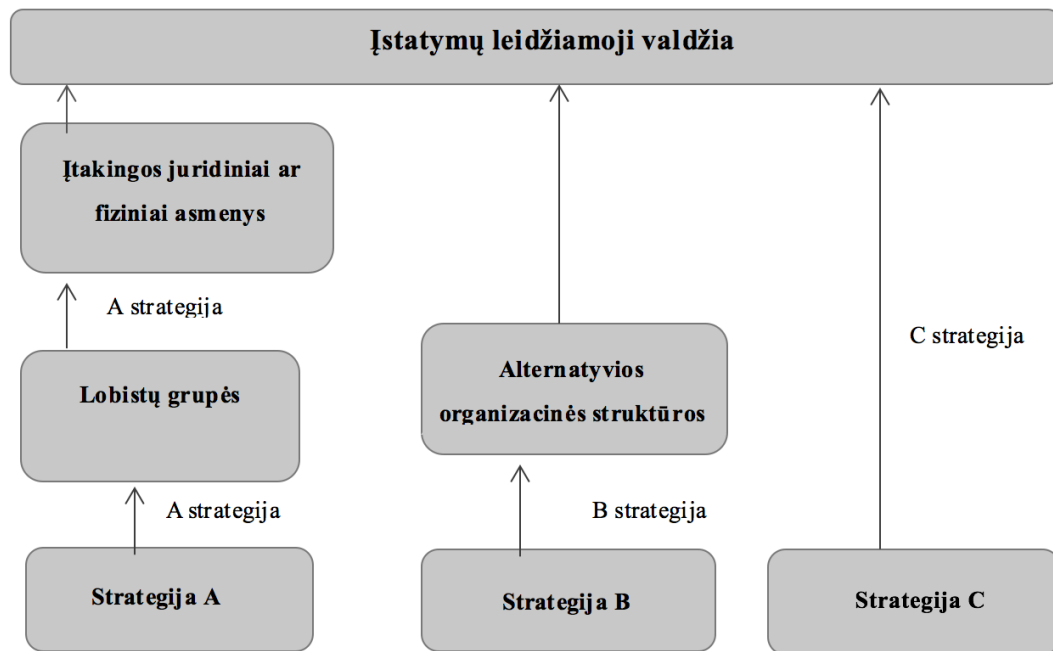 Įstatymų leidžiamoji valdžia
Įtakingos juridiniai ar
fiziniai asmenys
A strategija
C strategija
Lobistų grupės
Alternatyvios
organizacinės struktūros
A strategija
B strategija
Strategija A
Strategija B
Strategija C